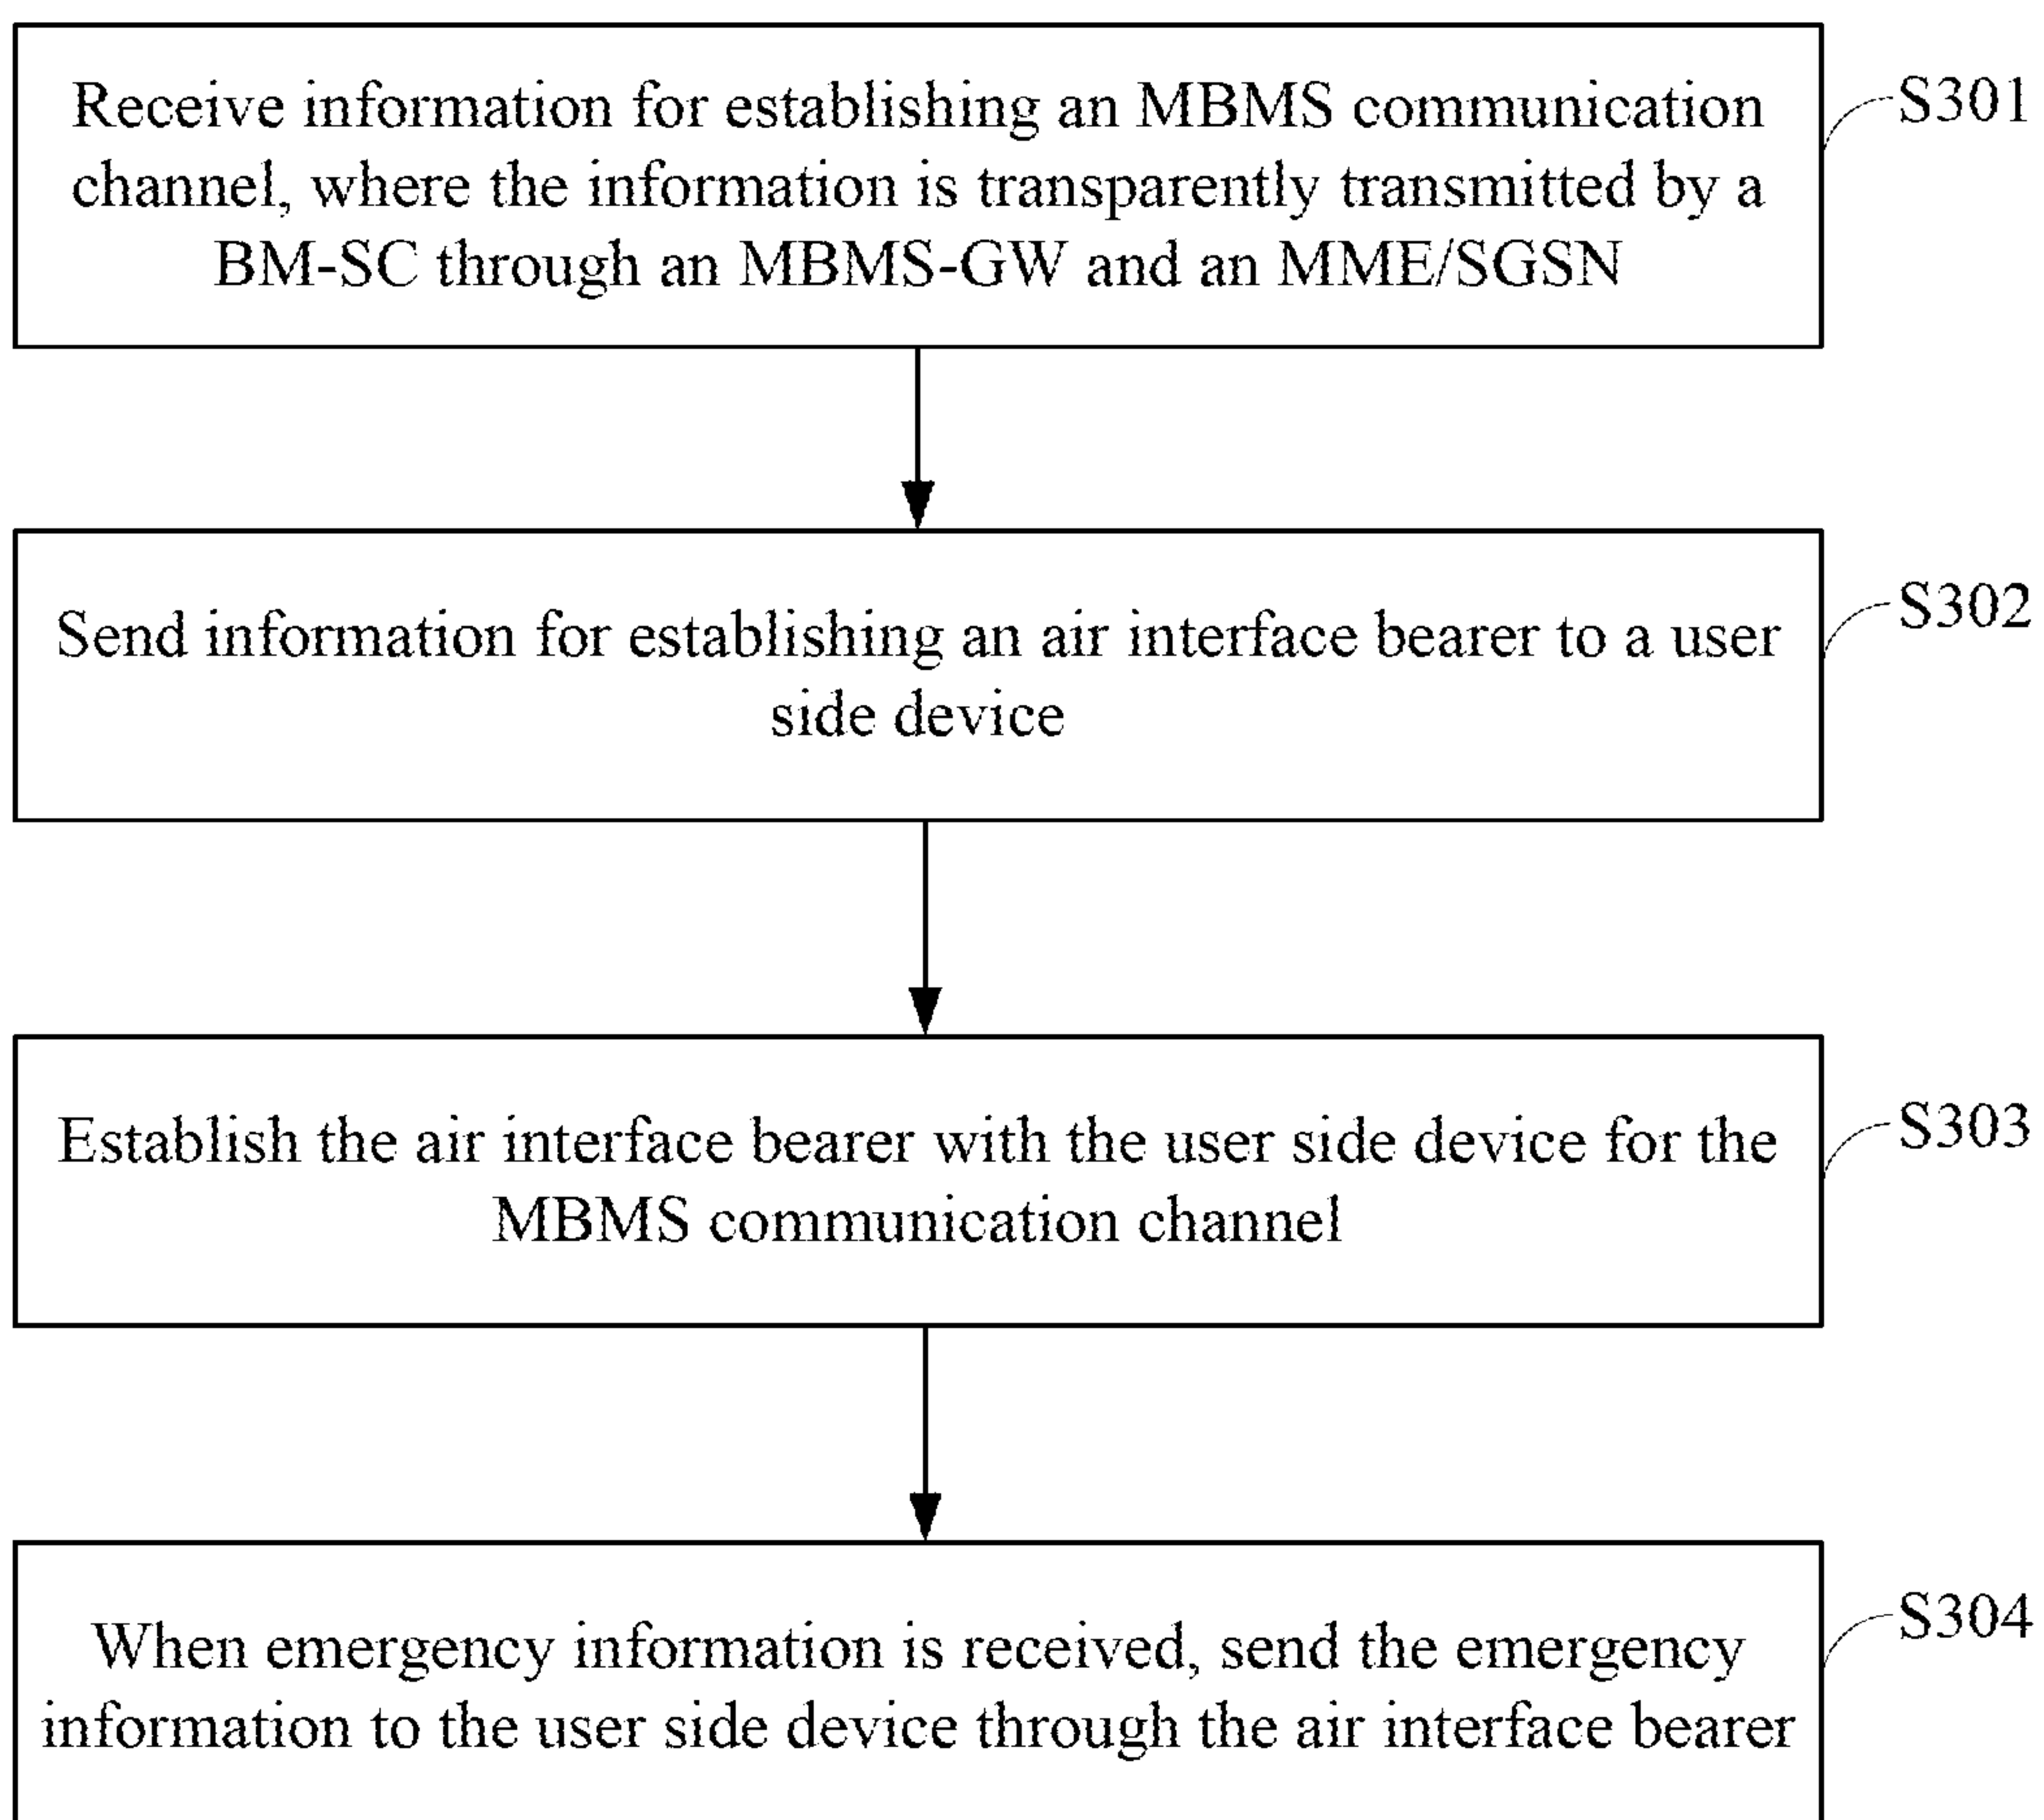 Receive information for establishing an MBMS communication
channel, where the information is transparently transmitted by a
BM-SC through an MBMS-GW and an MME/SGSN
S301
Send information for establishing an air interface bearer to a user
side device
S302
Establish the air interface bearer with the user side device for the
MBMS communication channel
S303
When emergency information is received, send the emergency
information to the user side device through the air interface bearer
S304